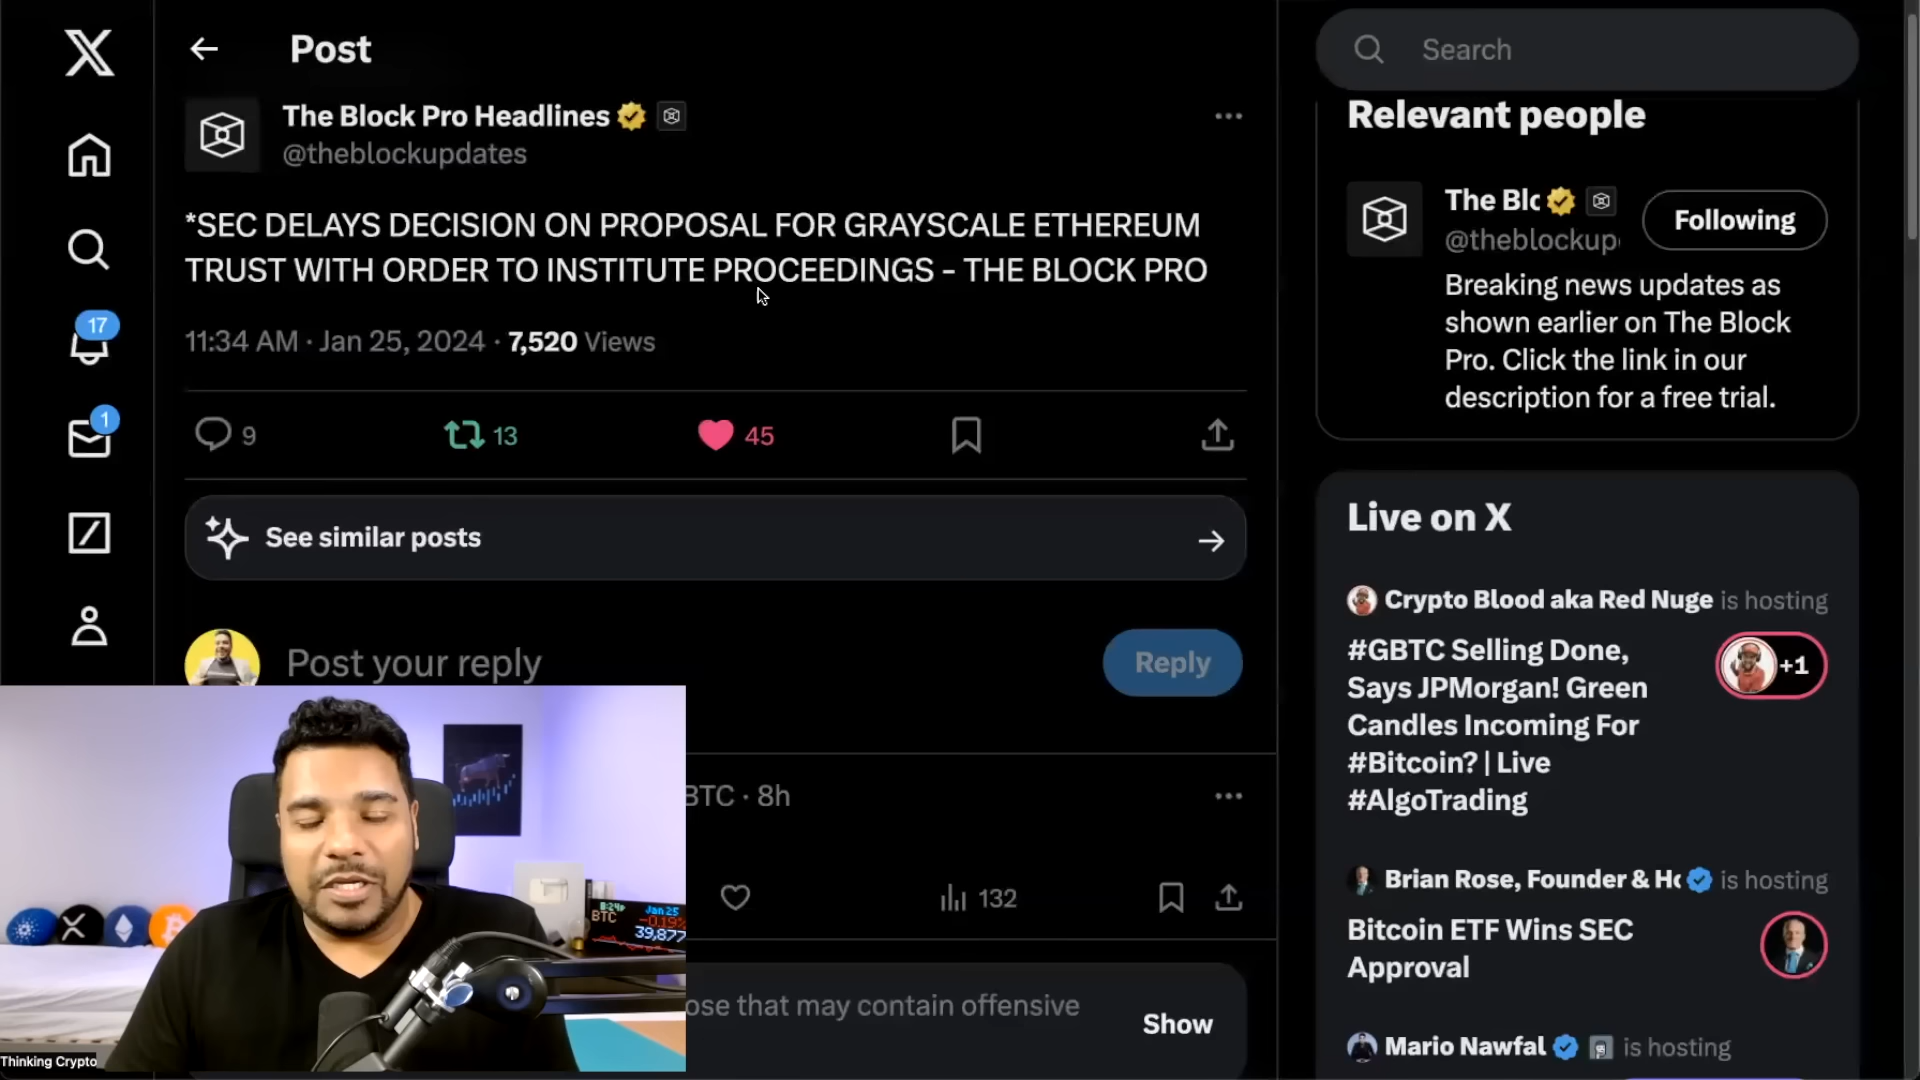 Post
The Block Pro Headlines
@theblockupdates
*SEC DELAYS DECISION ON PROPOSAL FOR GRAYSCALE ETHEREUM
TRUST WITH ORDER TO INSTITUTE PROCEEDINGS – THE BLOCK PRO
11:34 AM · Jan 25, 2024 · 7,520 Views
9
13
45
See similar posts
Post your reply
Reply
BTC · 8h
132
ose that may contain offensive
Show
17
1
Search
Relevant people
The Blc
Following
@theblockup
Breaking news updates as
shown earlier on The Block
Pro. Click the link in our
description for a free trial.
Live on X
Crypto Blood aka Red Nuge is hosting
#GBTC Selling Done,
Says JPMorgan! Green
Candles Incoming For
#Bitcoin? | Live
#AlgoTrading
+1
Brian Rose, Founder & Ho is hosting
Bitcoin ETF Wins SEC
Approval
Mario Nawfal is hosting
8:24P Jan 25
BTC -0.19%
39,877
Thinking Crypto